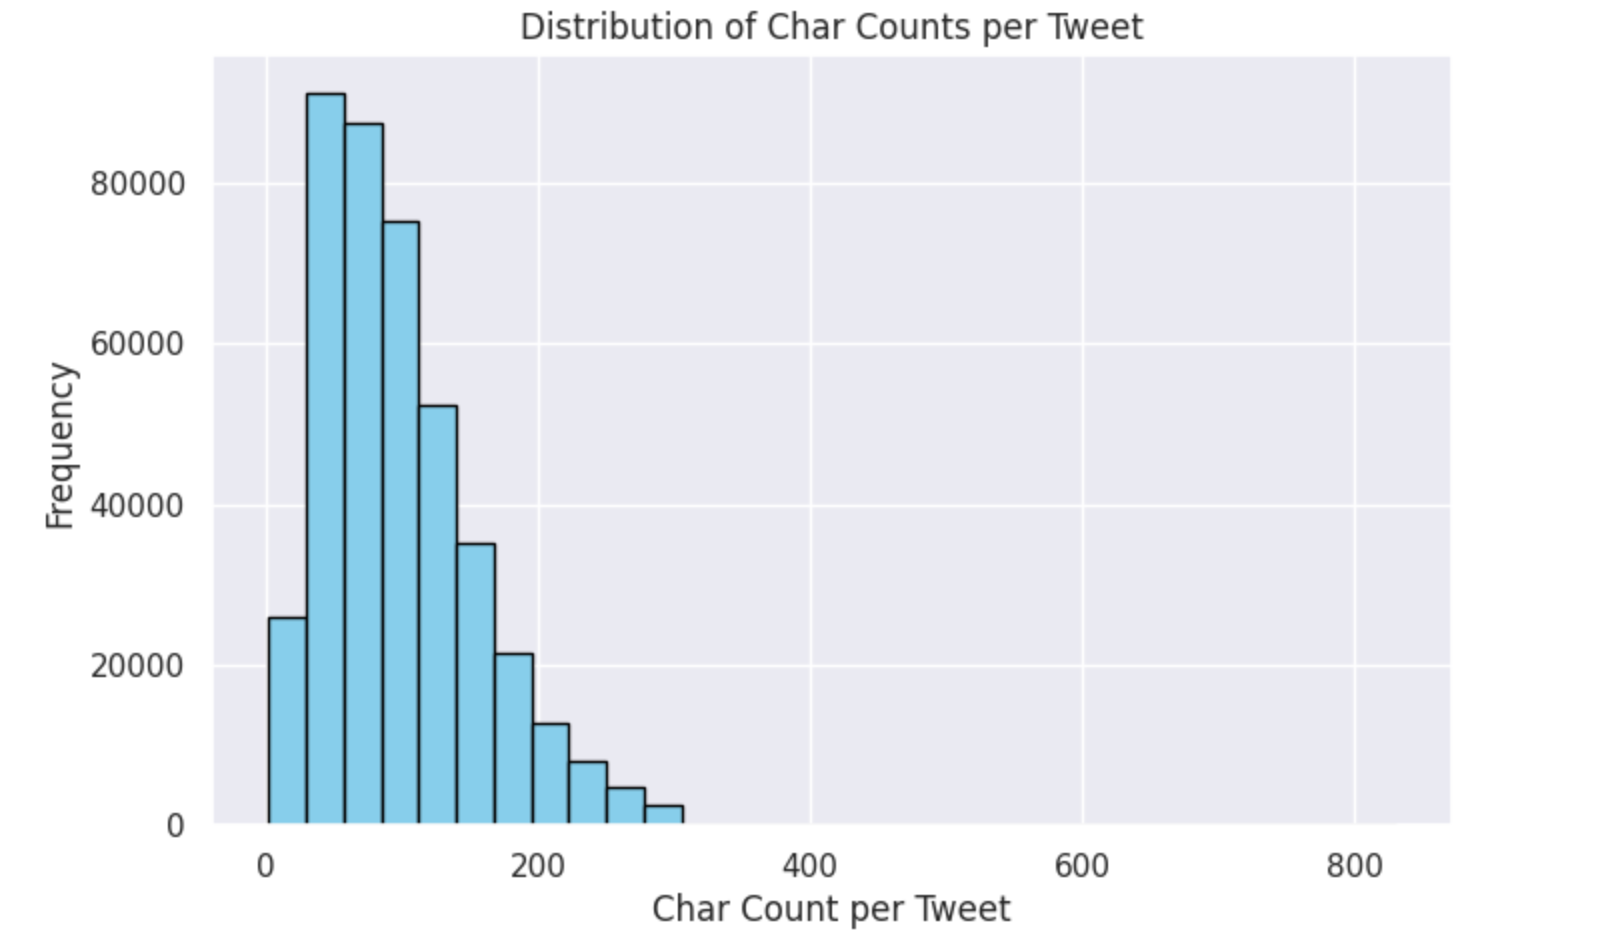 Distribution of Char Counts per Tweet
Frequency
80000
60000
40000
20000
0
0 200 400 600 800
Char Count per Tweet